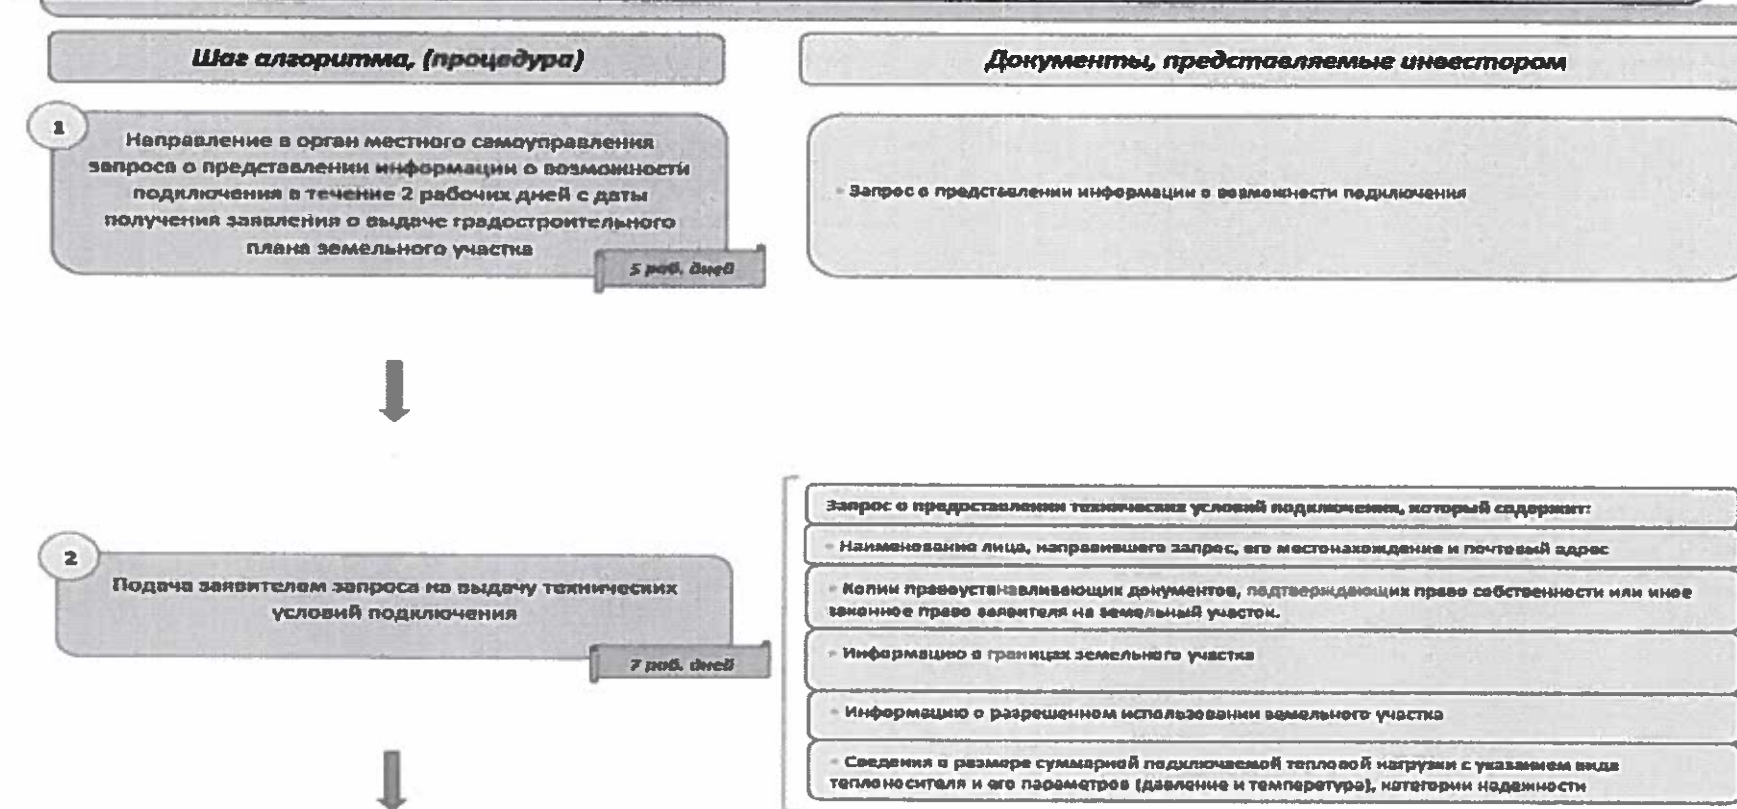 Шаг алгоритма, (процедура)
Документы, представляемые инвестором
1
Направление в орган местного самоуправления
запроса о представлении информации о возможности
подключения в течение 2 рабочих дней с даты
получения заявления о выдаче градостроительного
плана земельного участка
5 раб. дней
- Запрос о представлении информации о возможности подключения
2
Подача заявителем запроса на выдачу технических
условий подключения
7 раб. дней
Запрос о предоставлении технических условий подключения, который содержит:
- Наименование лица, направившего запрос, его местонахождение и почтовый адрес
- Копии правоустанавливающих документов, подтверждающих право собственности или иное
законное право заявителя на земельный участок.
- Информацию о границах земельного участка
- Информацию о разрешенном использовании земельного участка
- Сведения о размере суммарной подключаемой тепловой нагрузки с указанием вида
теплоносителя и его параметров (давление и температура), категории надежности